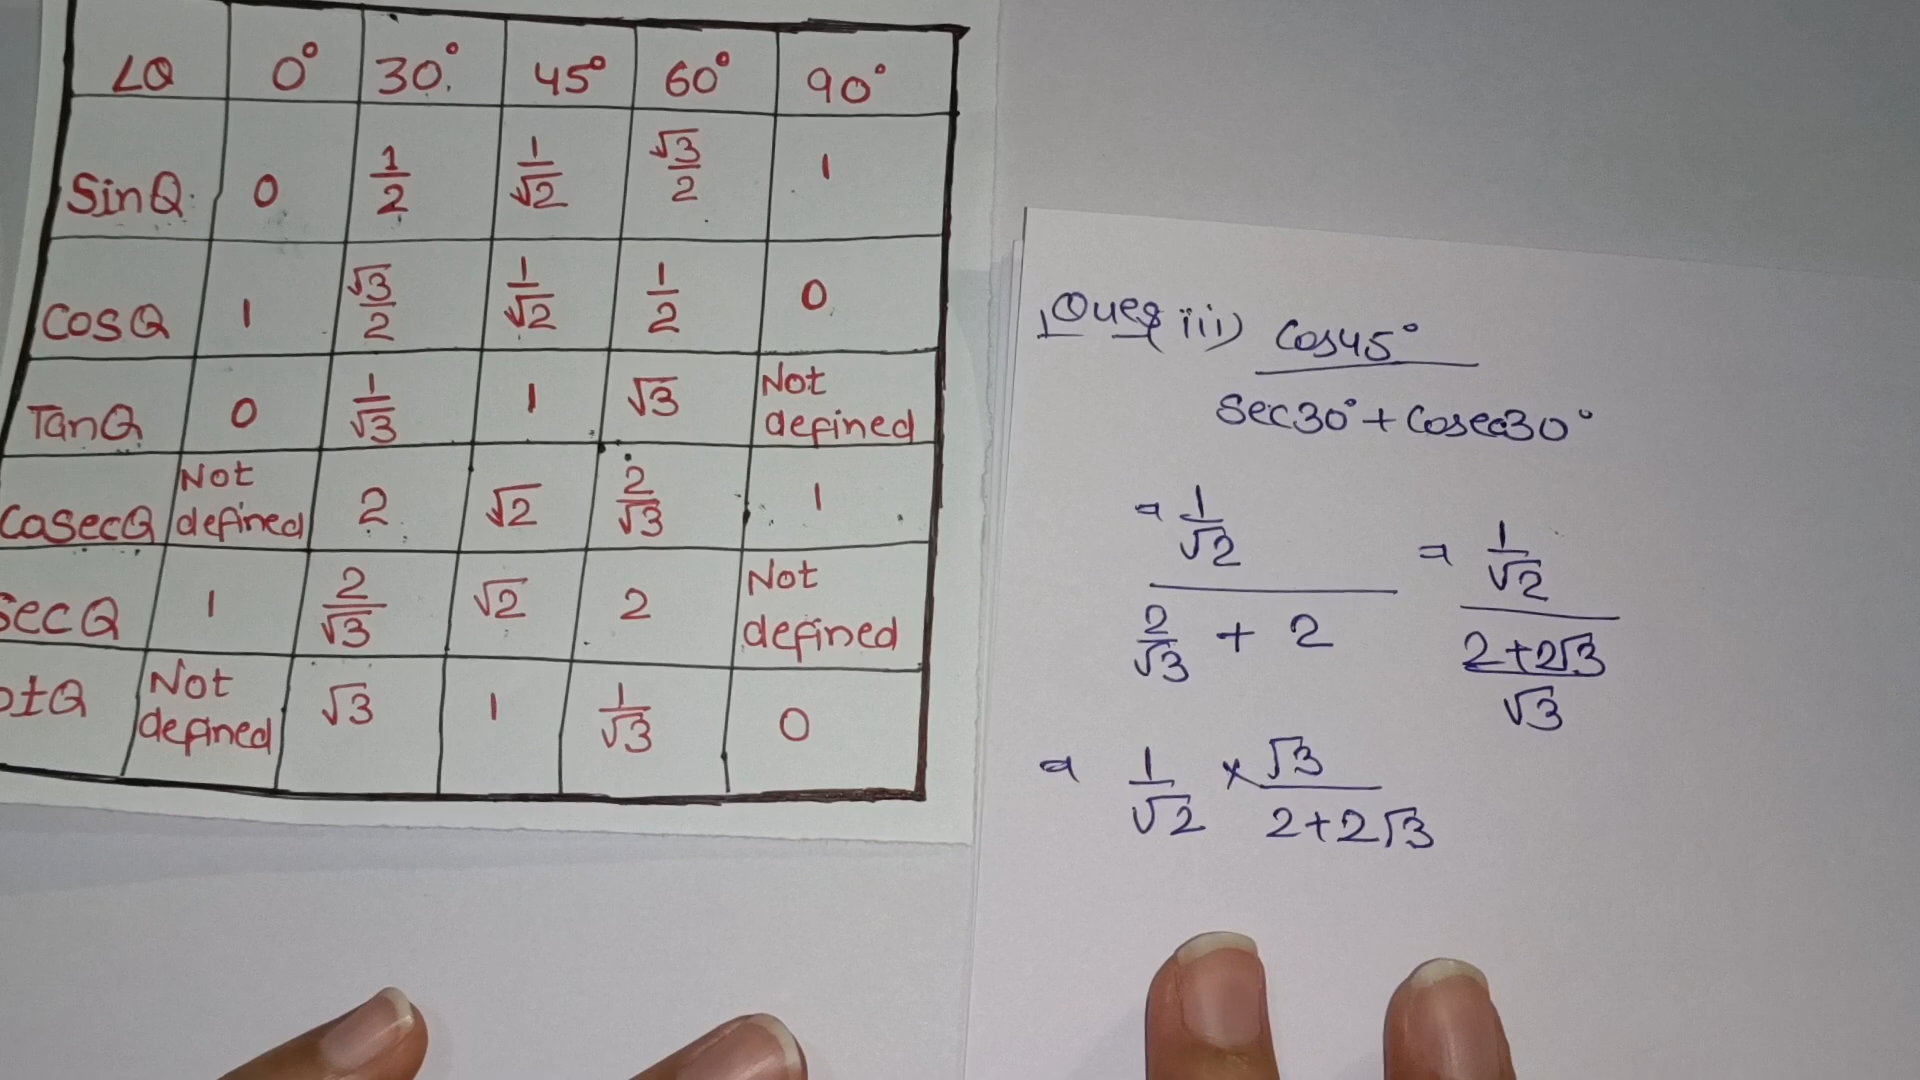 ∠Q 0° 30° 45° 60° 90°
SinQ 0 1/2 1/√2 √3/2 1
CosQ 1 √3/2 1/√2 1/2 0
TanQ 0 1/√3 1 √3 Not defined
CosecQ Not defined 2 √2 2/√3 1
SecQ 1 2/√3 √2 2 Not defined
otQ Not defined √3 1 1/√3 0
Ques iii) Cos45°
Sec30° + Cosec30°
= 1/√2 = 1/√2
2/√3 + 2 2+2√3
√3
= 1/√2 × √3/2+2√3